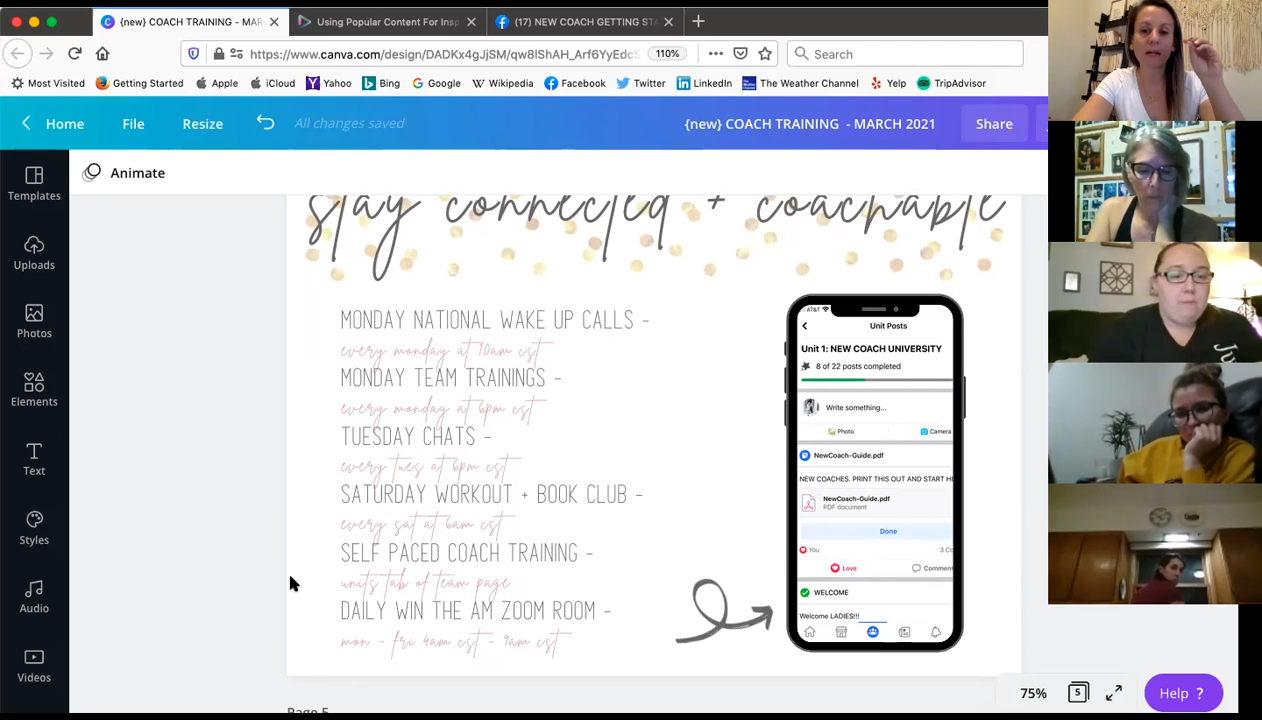 {new} COACH TRAINING - MAR
Using Popular Content For Insp
(17) NEW COACH GETTING STA
https://www.canva.com/design/DADKx4gJjSM/qw8lShAH_Arf6YyEdcS
110%
Search
Most Visited
Getting Started
Apple
iCloud
Yahoo
Bing
Google
Wikipedia
Facebook
Twitter
LinkedIn
The Weather Channel
Yelp
TripAdvisor
Home
File
Resize
All changes saved
{new} COACH TRAINING - MARCH 2021
Share
Animate
Templates
Uploads
Photos
Elements
Text
Styles
Audio
Videos
stay connected + coachable
MONDAY NATIONAL WAKE UP CALLS -
every monday at 10am cst
MONDAY TEAM TRAININGS -
every monday at 6pm cst
TUESDAY CHATS -
every tues at 6pm cst
SATURDAY WORKOUT + BOOK CLUB -
every sat at 6am cst
SELF PACED COACH TRAINING -
units tab of team page
DAILY WIN THE AM ZOOM ROOM -
mon - fri 4am cst - 9am cst
AT&T
Unit Posts
Unit 1: NEW COACH UNIVERSITY
8 of 22 posts completed
Write something...
Photo
Camera
NewCoach-Guide.pdf
NEW COACHES. PRINT THIS OUT AND START HE
NewCoach-Guide.pdf
PDF document
Done
You
3 Co
Love
Comment
WELCOME
Welcome LADIES!!!
Page 5
75%
5
Help ?